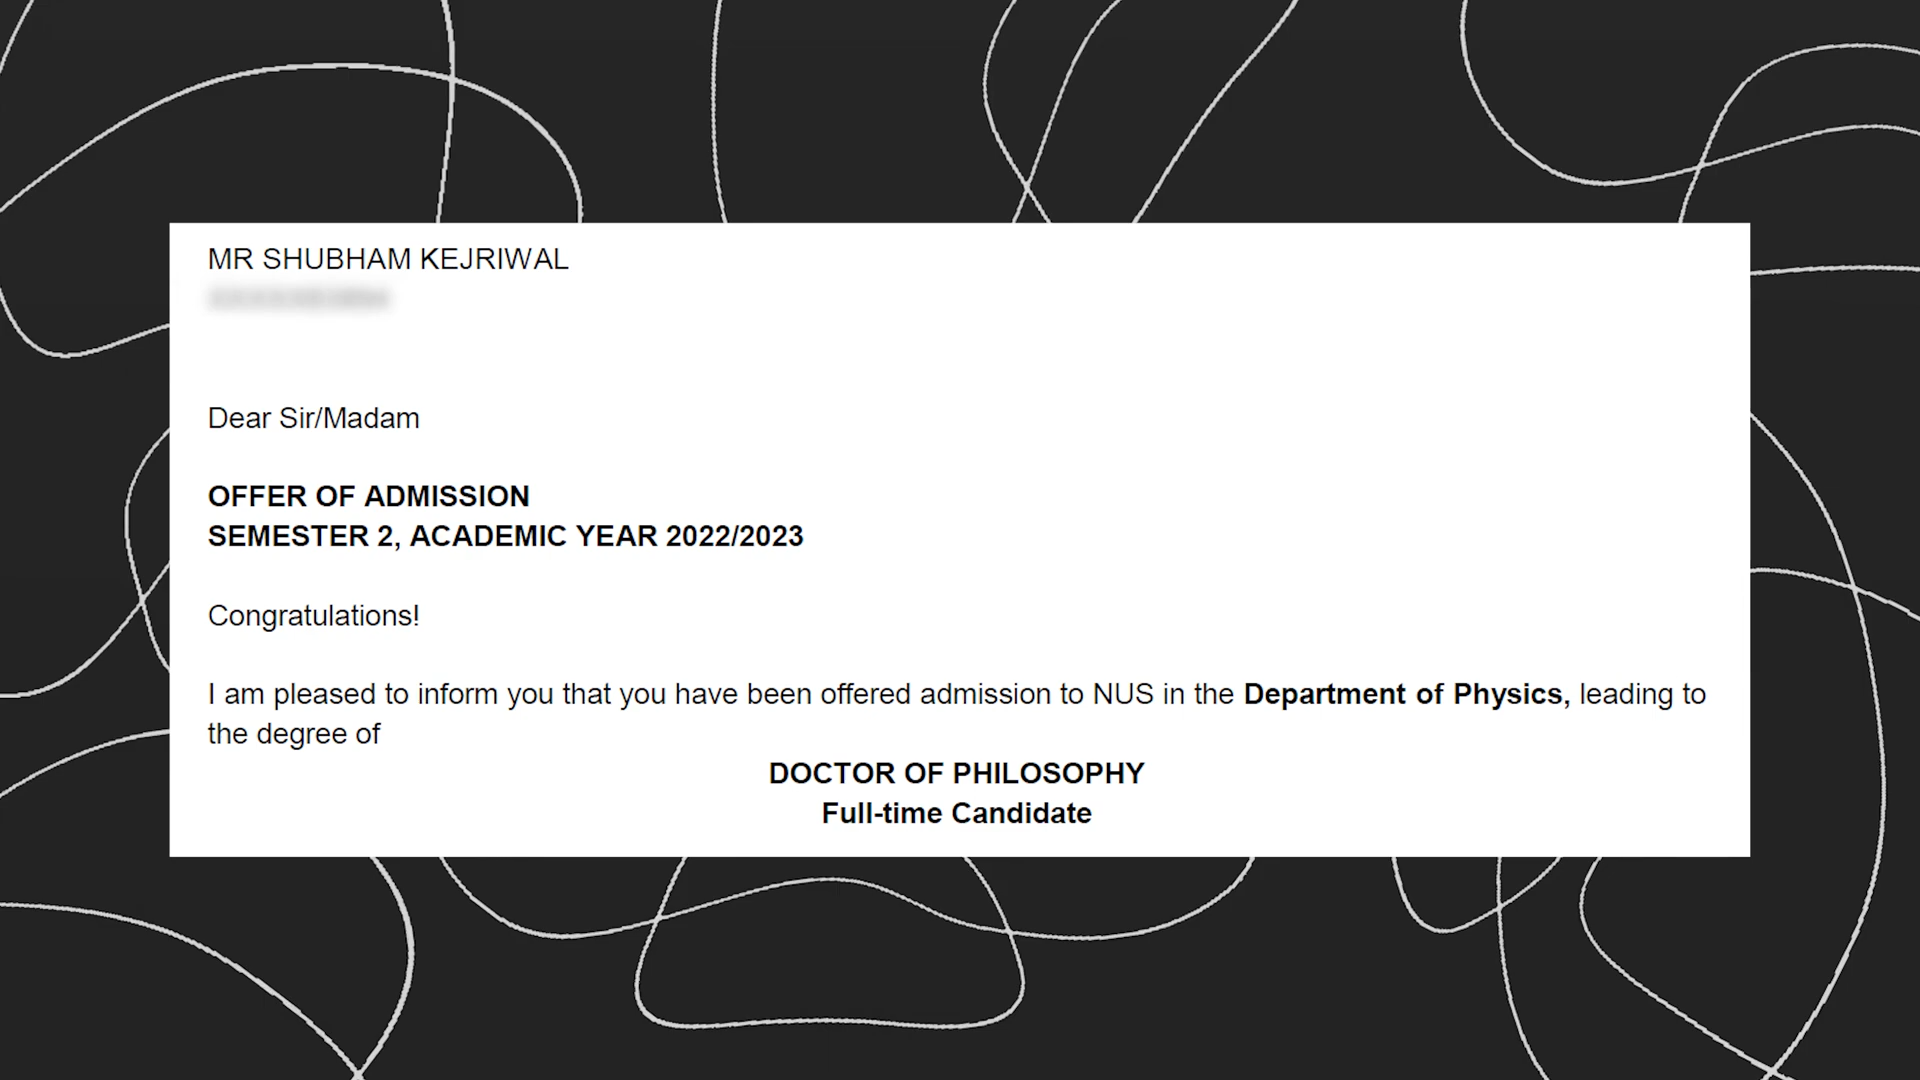 MR SHUBHAM KEJRIWAL
Dear Sir/Madam
OFFER OF ADMISSION
SEMESTER 2, ACADEMIC YEAR 2022/2023
Congratulations!
I am pleased to inform you that you have been offered admission to NUS in the Department of Physics, leading to
the degree of
DOCTOR OF PHILOSOPHY
Full-time Candidate